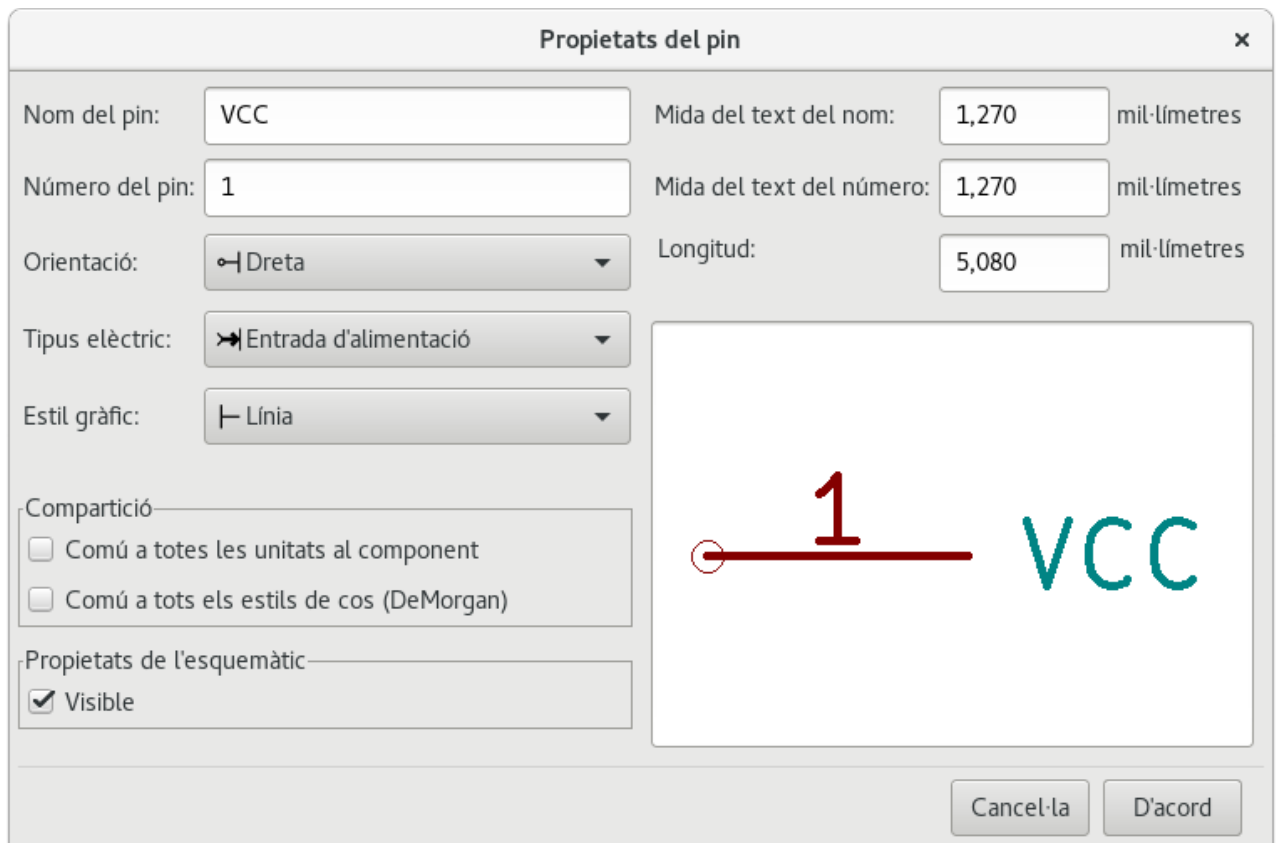 Propietats del pin
Nom del pin: VCC
Mida del text del nom: 1,270 mil·límetres
Número del pin: 1
Mida del text del número: 1,270 mil·límetres
Orientació: Dreta
Longitud: 5,080 mil·límetres
Tipus elèctric: Entrada d'alimentació
Estil gràfic: Línia
1
VCC
Compartició
Comú a totes les unitats al component
Comú a tots els estils de cos (DeMorgan)
Propietats de l'esquemàtic
Visible
Cancel·la
D'acord